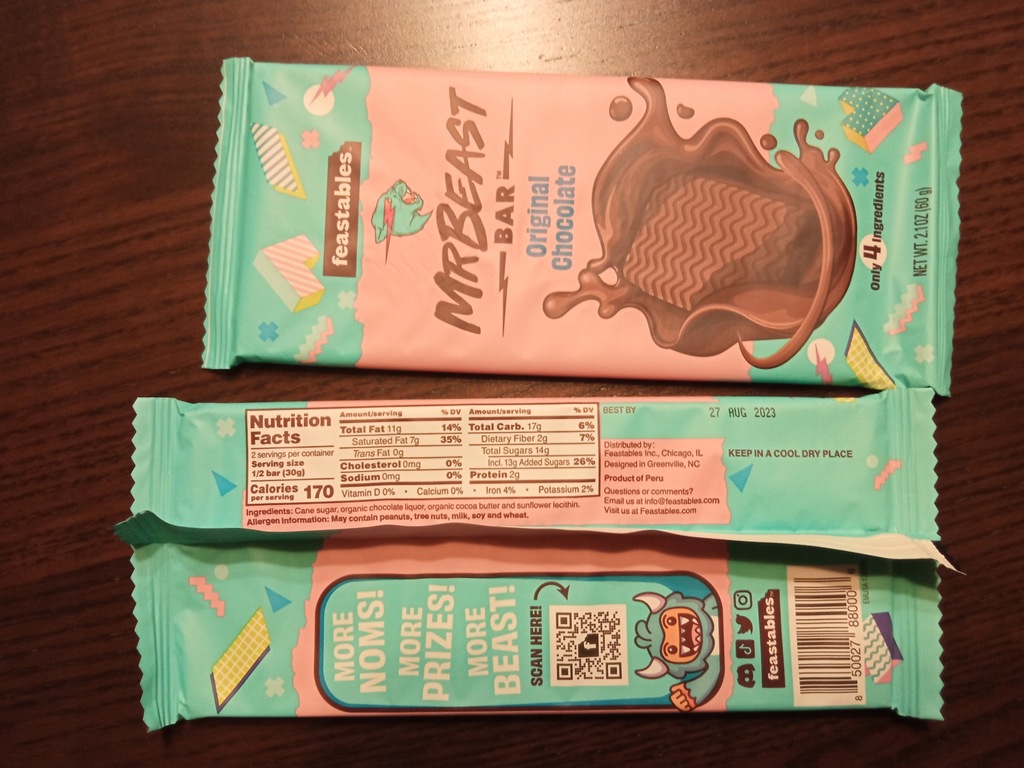 feastables.
MRBEAST
BAR™
Original
Chocolate
Only 4 Ingredients
NET WT. 2.1 OZ (60 g)
Nutrition
Facts
2 servings per container
Serving size
1/2 bar (30g)
Calories
per serving 170
Amount/serving % DV
Total Fat 11g 14%
Saturated Fat 7g 35%
Trans Fat 0g
Cholesterol 0mg 0%
Sodium 0mg 0%
Amount/serving % DV
Total Carb. 17g 6%
Dietary Fiber 2g 7%
Total Sugars 14g
Incl. 13g Added Sugars 26%
Protein 2g
Vitamin D 0% • Calcium 0% • Iron 4% • Potassium 2%
Ingredients: Cane sugar, organic chocolate liquor, organic cocoa butter and sunflower lecithin.
Allergen Information: May contain peanuts, tree nuts, milk, soy and wheat.
BEST BY 27 AUG 2023
Distributed by:
Feastables Inc., Chicago, IL
Designed in Greenville, NC
Product of Peru
Questions or comments?
Email us at info@feastables.com
Visit us at Feastables.com
KEEP IN A COOL DRY PLACE
MORE
NOMS!
MORE
PRIZES!
MORE
BEAST!
SCAN HERE!
feastables.
8 50027 88000